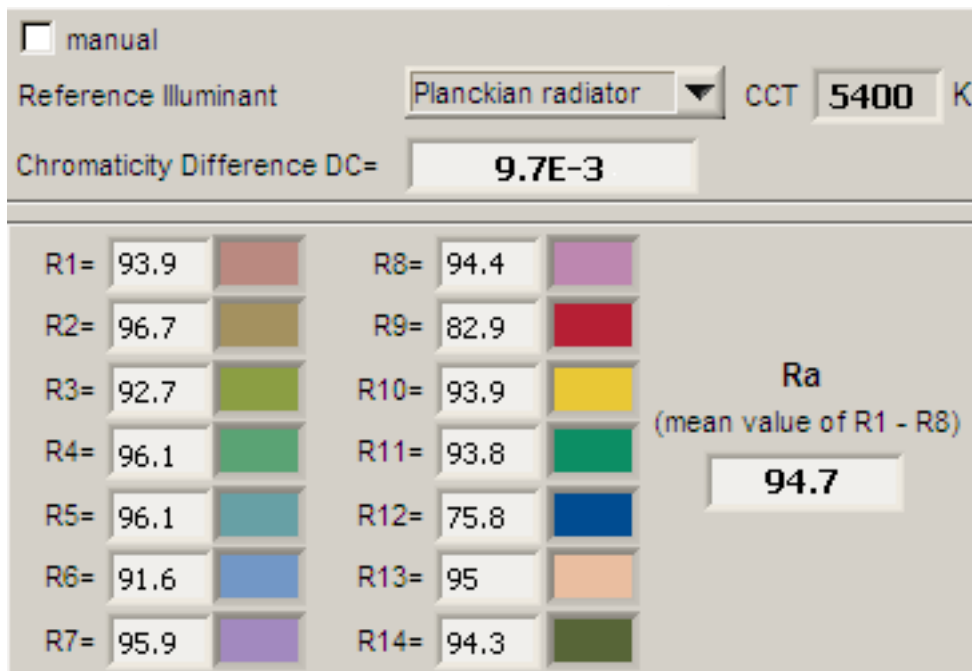 manual
Reference Illuminant Planckian radiator CCT 5400 K
Chromaticity Difference DC= 9.7E-3
R1= 93.9 R8= 94.4
R2= 96.7 R9= 82.9
R3= 92.7 R10= 93.9
R4= 96.1 R11= 93.8
R5= 96.1 R12= 75.8
R6= 91.6 R13= 95
R7= 95.9 R14= 94.3
Ra
(mean value of R1 - R8)
94.7